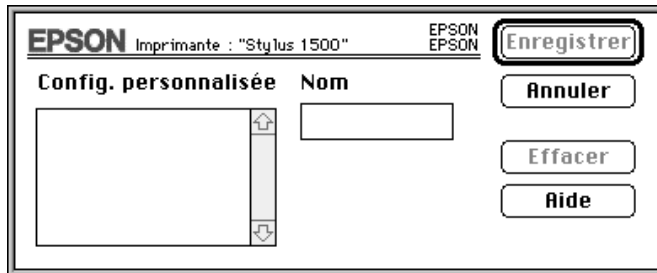 EPSON Imprimante : "Stylus 1500"
EPSON
EPSON
Enregistrer
Config. personnalisée
Nom
Annuler
Effacer
Aide